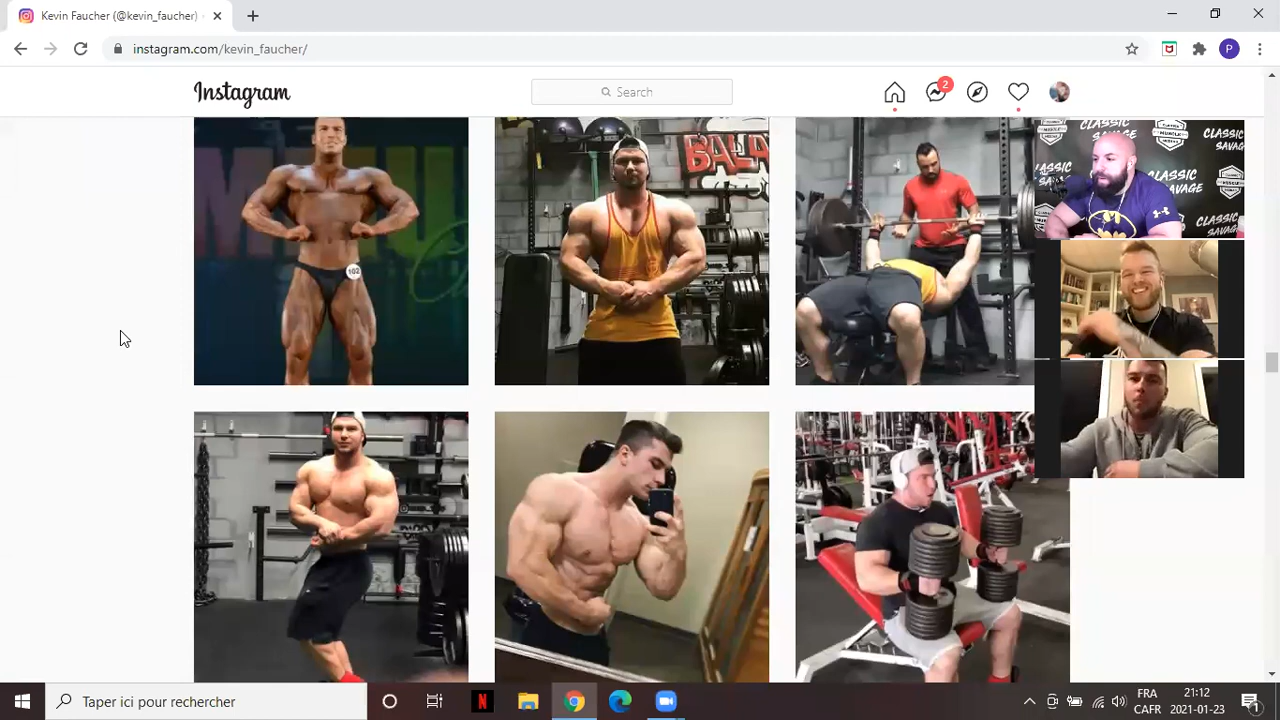 Kevin Faucher (@kevin_faucher)
instagram.com/kevin_faucher/
P
Instagram
Search
2
102
BALA
CLASSIC
SAVAGE
CLASSIC
SAVAGE
CLASSIC
SAVAGE
Taper ici pour rechercher
N
FRA
CAFR
21:12
2021-01-23
1